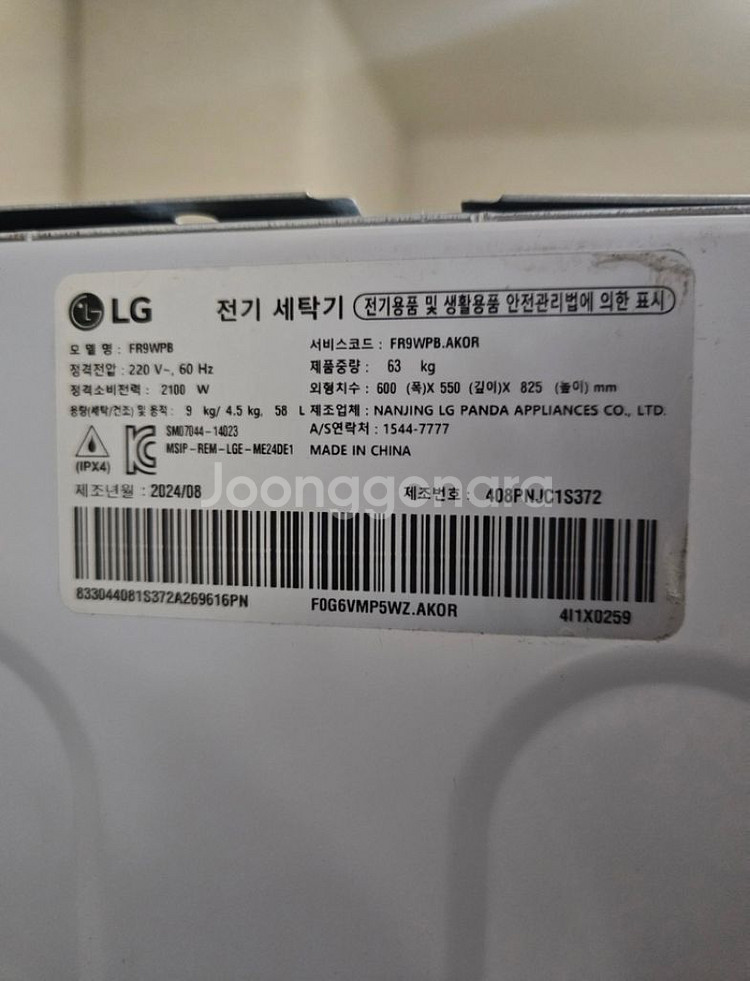 LG 전기 세탁기 (전기용품 및 생활용품 안전관리법에 의한 표시)
모 델 명 : FR9WPB 서비스코드 : FR9WPB.AKOR
정격전압 : 220 V~, 60 Hz 제품중량 : 63 kg
정격소비전력 : 2100 W 외형치수 : 600 (폭)X 550 (깊이)X 825 (높이) mm
용량(세탁/건조) 및 용적 : 9 kg/ 4.5 kg, 58 L 제조업체 : NANJING LG PANDA APPLIANCES CO., LTD.
SM07044-14023 A/S연락처 : 1544-7777
(IPX4) MSIP-REM-LGE-ME24DE1 MADE IN CHINA
제조년월 : 2024/08 제조번호 : 408PNJC1S372
Joonggonara
833044081S372A269616PN F0G6VMP5WZ.AKOR 4I1X0259